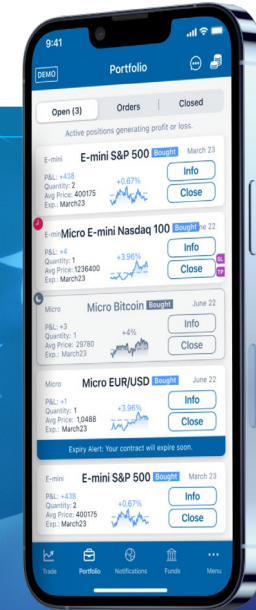 9:41
DEMO
Portfolio
Open (3) Orders Closed
Active positions generating profit or loss.
E-mini E-mini S&P 500 Bought March 23
P&L: +438
Quantity: 2
Avg Price: 400175
Exp.: March23
+0.67%
Info
Close
E-min Micro E-mini Nasdaq 100 Bought ne 22
P&L: +4
Quantity: 1
Avg Price: 1236400
Exp.: March23
+3.96%
Info
Close
SL
TP
Micro Micro Bitcoin Bought June 22
P&L: +3
Quantity: 1
Avg Price: 29780
Exp.: March23
+4%
Info
Close
Micro Micro EUR/USD Bought June 22
P&L: +1
Quantity: 1
Avg Price: 1,0488
Exp.: March23
+3.96%
Info
Close
Expiry Alert: Your contract will expire soon.
E-mini E-mini S&P 500 Bought March 23
P&L: +438
Quantity: 2
Avg Price: 400175
Exp.: March23
+0.67%
Info
Close
Trade Portfolio Notifications Funds Menu